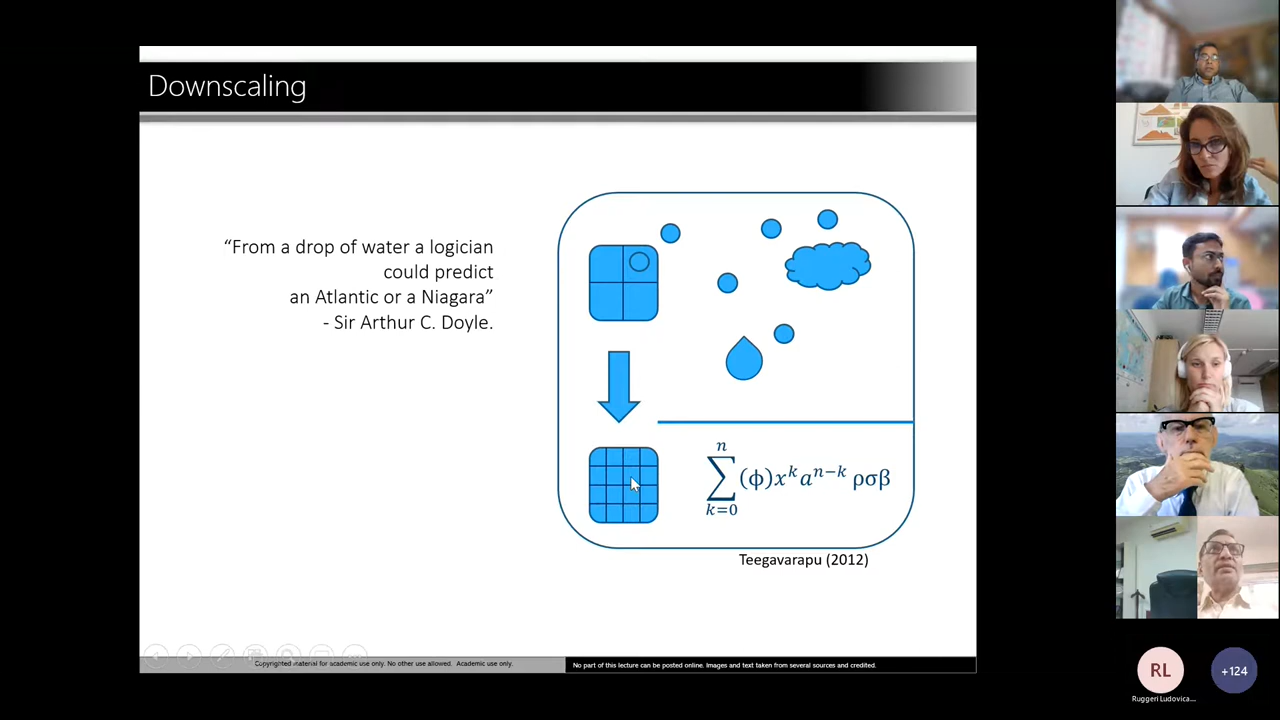 Downscaling
“From a drop of water a logician
could predict
an Atlantic or a Niagara”
- Sir Arthur C. Doyle.
n
∑(ϕ)xᵏaⁿ⁻ᵏ ρσβ
k=0
Teegavarapu (2012)
Copyrighted material for academic use only. No other use allowed. Academic use only.
No part of this lecture can be posted online. Images and text taken from several sources and credited.
RL
+124
Ruggeri Ludovica...